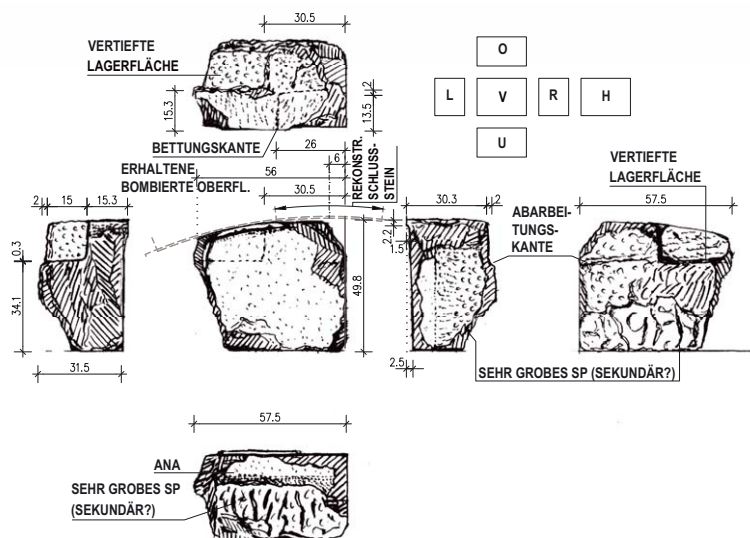 30.5
VERTIEFTE
LAGERFLÄCHE
15.3
2
13.5
BETTUNGSKANTE
O
L
V
R
H
U
26
6
56
30.5
ERHALTENE
BOMBIERTE OBERFL.
REKONSTR.
SCHLUSS-
STEIN
VERTIEFTE
LAGERFLÄCHE
2
15
15.3
30.3
2
57.5
ABARBEI-
TUNGS-
KANTE
0.3
34.1
31.5
49.8
2.2
1.5
2.5
SEHR GROBES SP (SEKUNDÄR?)
57.5
ANA
SEHR GROBES SP
(SEKUNDÄR?)